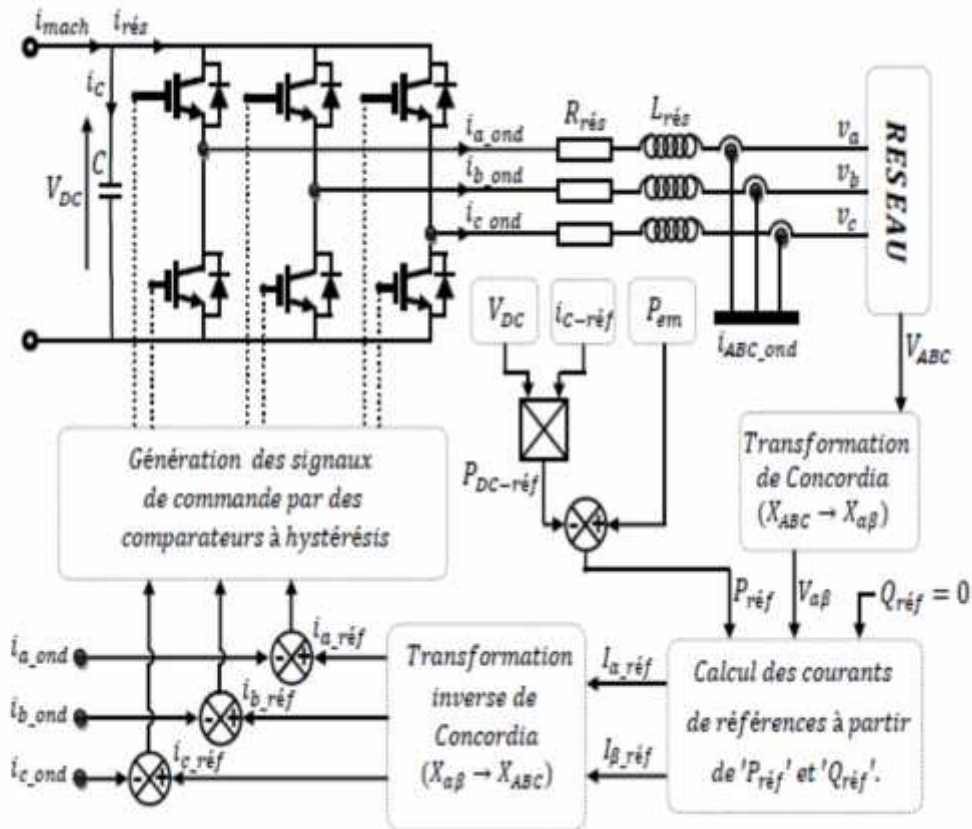 i_mach
i_rés
i_C
V_DC
C
i_a_ond
R_rés
L_rés
v_a
i_b_ond
v_b
i_c_ond
v_c
RESEAU
V_DC
i_C-réf
P_em
i_ABC_ond
V_ABC
Génération des signaux
de commande par des
comparateurs à hystérésis
P_DC-réf
-
+
Transformation
de Concordia
(X_ABC → X_αβ)
P_réf
V_αβ
Q_réf = 0
i_a_ond
-
+
i_a_réf
i_b_ond
-
+
i_b_réf
i_c_ond
-
+
i_c_réf
Transformation
inverse de
Concordia
(X_αβ → X_ABC)
I_α_réf
I_β_réf
Calcul des courants
de références à partir
de 'P_réf' et 'Q_réf'.